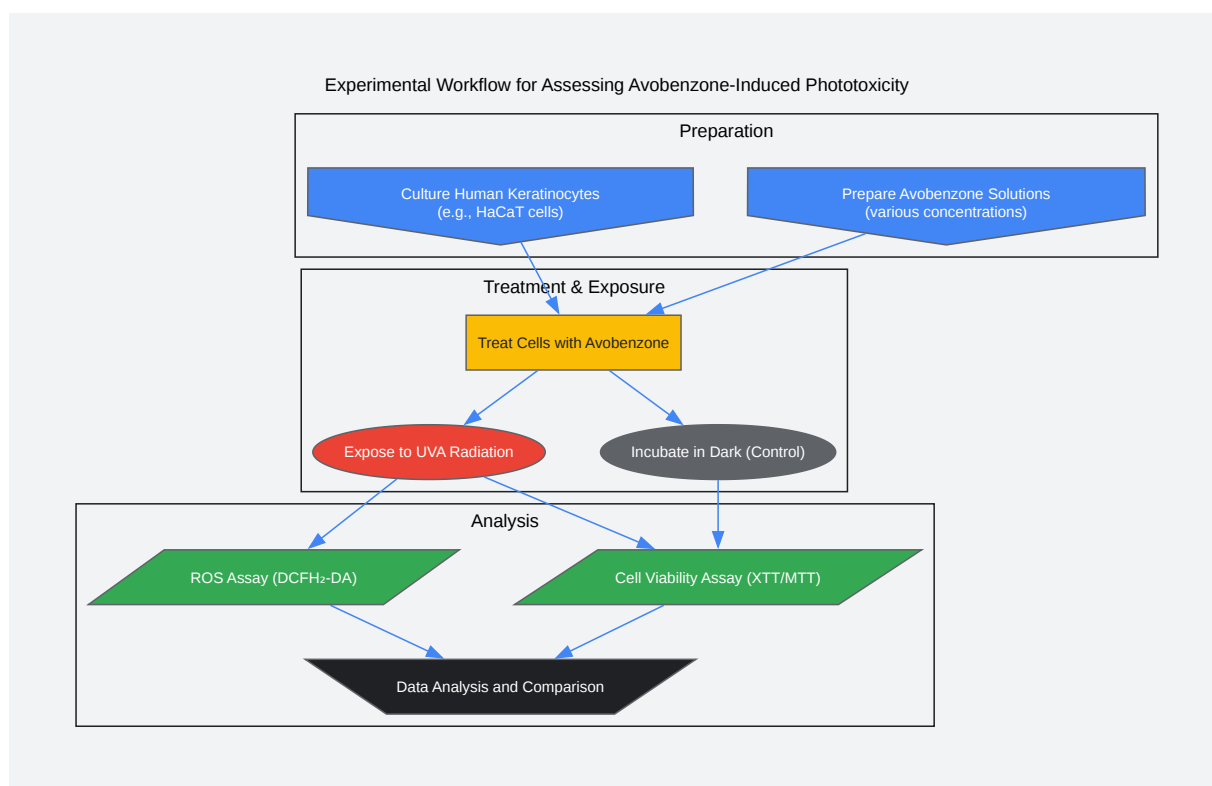 Experimental Workflow for Assessing Avobenzone-Induced Phototoxicity
Preparation
Culture Human Keratinocytes
(e.g., HaCaT cells)
Prepare Avobenzone Solutions
(various concentrations)
Treatment & Exposure
Treat Cells with Avobenzone
Expose to UVA Radiation
Incubate in Dark (Control)
Analysis
ROS Assay (DCFH₂-DA)
Cell Viability Assay (XTT/MTT)
Data Analysis and Comparison